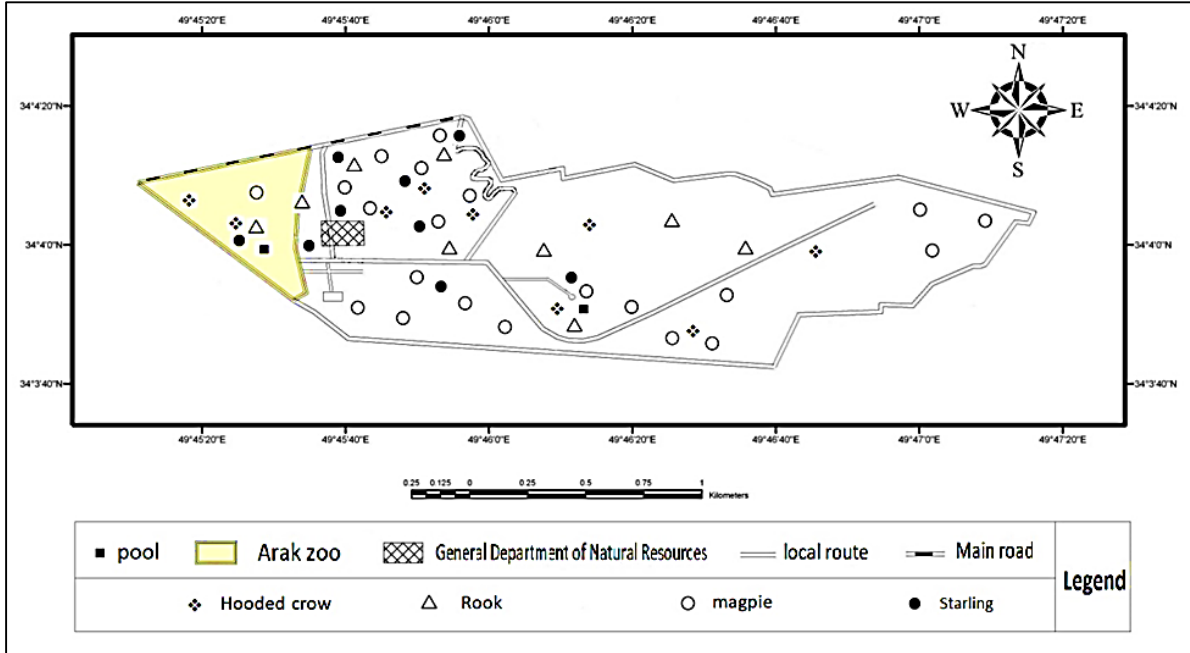 49°45'20"E 49°45'40"E 49°46'0"E 49°46'20"E 49°46'40"E 49°47'0"E 49°47'20"E
N
34°4'20"N W E 34°4'20"N
S
34°4'0"N 34°4'0"N
34°3'40"N 34°3'40"N
49°45'20"E 49°45'40"E 49°46'0"E 49°46'20"E 49°46'40"E 49°47'0"E 49°47'20"E
0.25 0.125 0 0.25 0.5 0.75 1
Kilometers
pool Arak zoo General Department of Natural Resources local route Main road
Legend
Hooded crow Rook magpie Starling